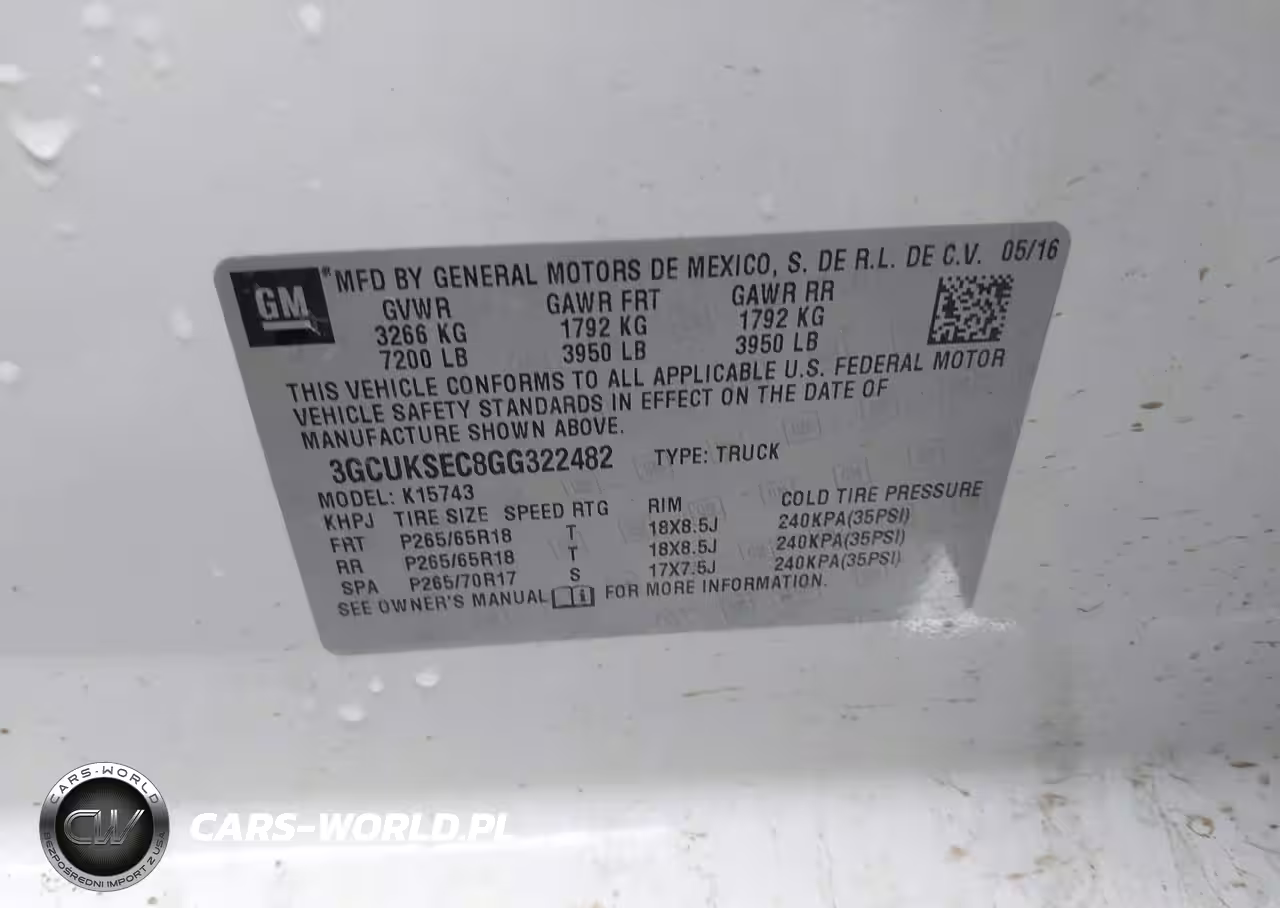 GM ® MFD BY GENERAL MOTORS DE MEXICO, S. DE R.L. DE C.V. 05/16
GVWR GAWR FRT GAWR RR
3266 KG 1792 KG 1792 KG
7200 LB 3950 LB 3950 LB
THIS VEHICLE CONFORMS TO ALL APPLICABLE U.S. FEDERAL MOTOR
VEHICLE SAFETY STANDARDS IN EFFECT ON THE DATE OF
MANUFACTURE SHOWN ABOVE.
3GCUKSEC8GG322482 TYPE: TRUCK
MODEL: K15743
KHPJ TIRE SIZE SPEED RTG RIM COLD TIRE PRESSURE
FRT P265/65R18 T 18X8.5J 240KPA(35PSI)
RR P265/65R18 T 18X8.5J 240KPA(35PSI)
SPA P265/70R17 S 17X7.5J 240KPA(35PSI)
SEE OWNER'S MANUAL FOR MORE INFORMATION.
CARS-WORLD
CW
BEZPOŚREDNI IMPORT Z USA
CARS-WORLD.PL